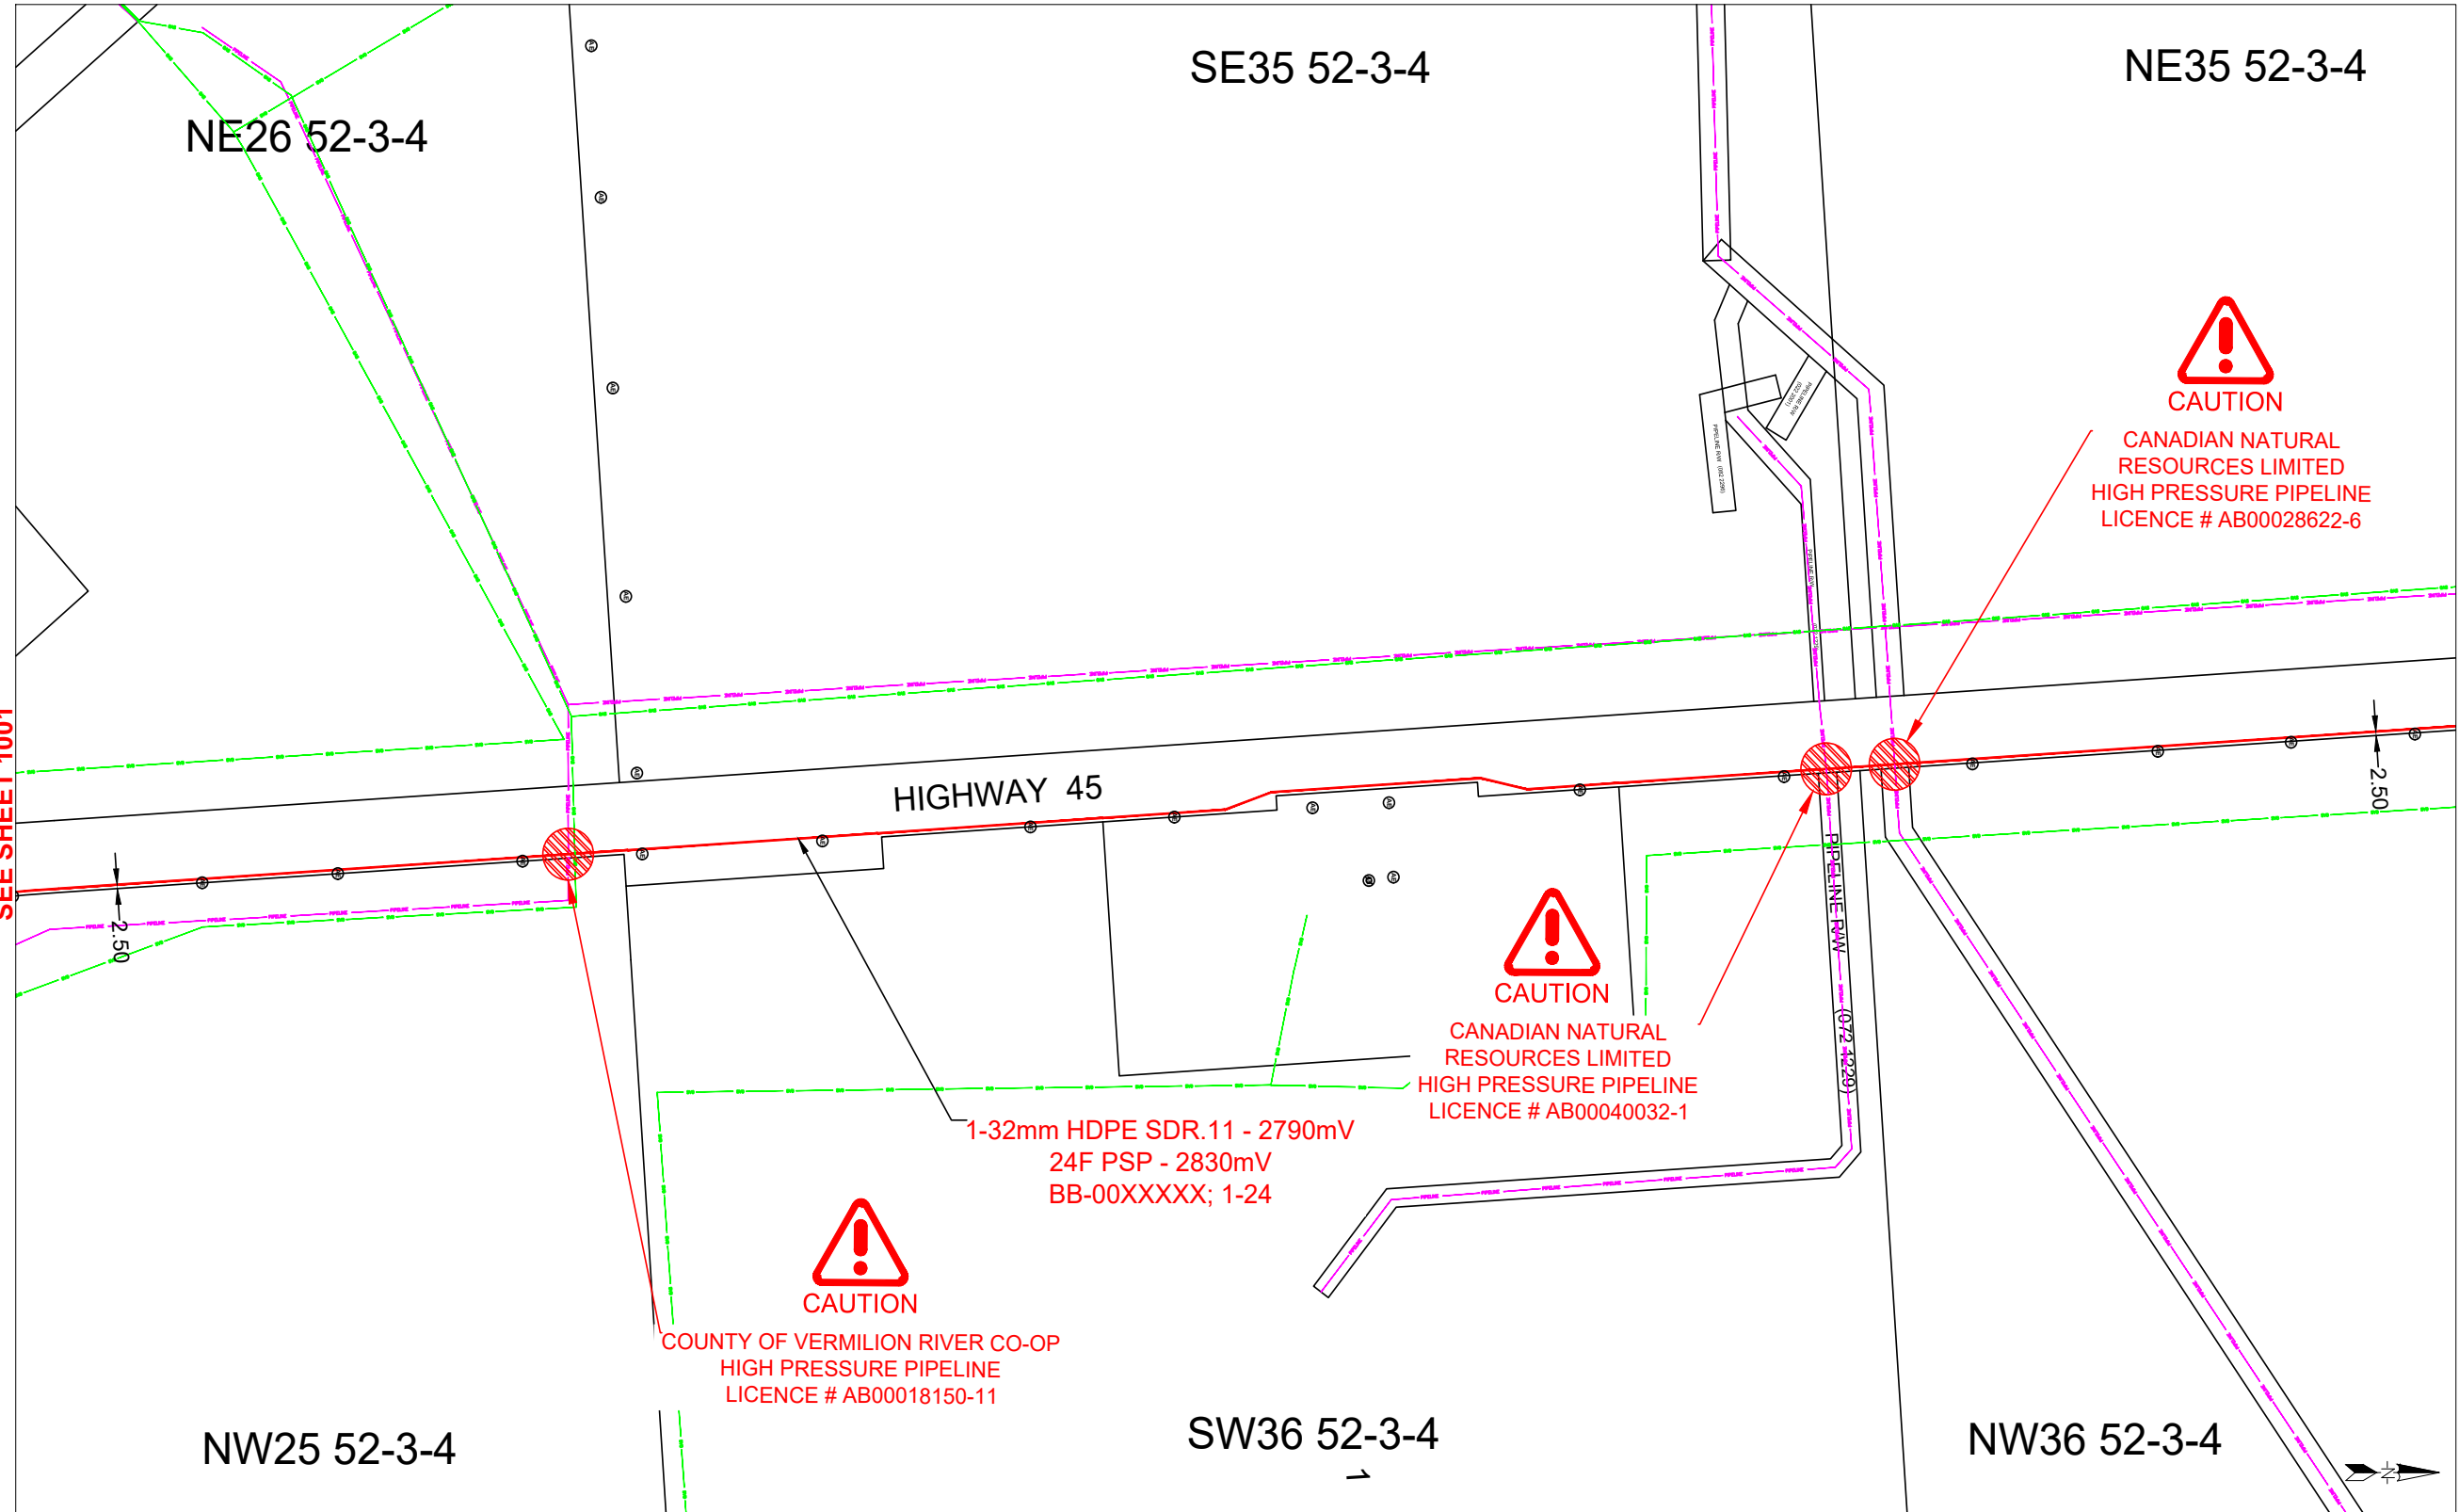 SE35 52-3-4
NE35 52-3-4
NE26 52-3-4
CAUTION
CANADIAN NATURAL
RESOURCES LIMITED
HIGH PRESSURE PIPELINE
LICENCE # AB00028622-6
SEE SHEET 1001
HIGHWAY 45
2.50
2.50
PIPELINE R/W (072 1229)
CAUTION
CANADIAN NATURAL
RESOURCES LIMITED
HIGH PRESSURE PIPELINE
LICENCE # AB00040032-1
1-32mm HDPE SDR.11 - 2790mV
24F PSP - 2830mV
BB-00XXXXX; 1-24
CAUTION
COUNTY OF VERMILION RIVER CO-OP
HIGH PRESSURE PIPELINE
LICENCE # AB00018150-11
NW25 52-3-4
SW36 52-3-4
1
NW36 52-3-4
N